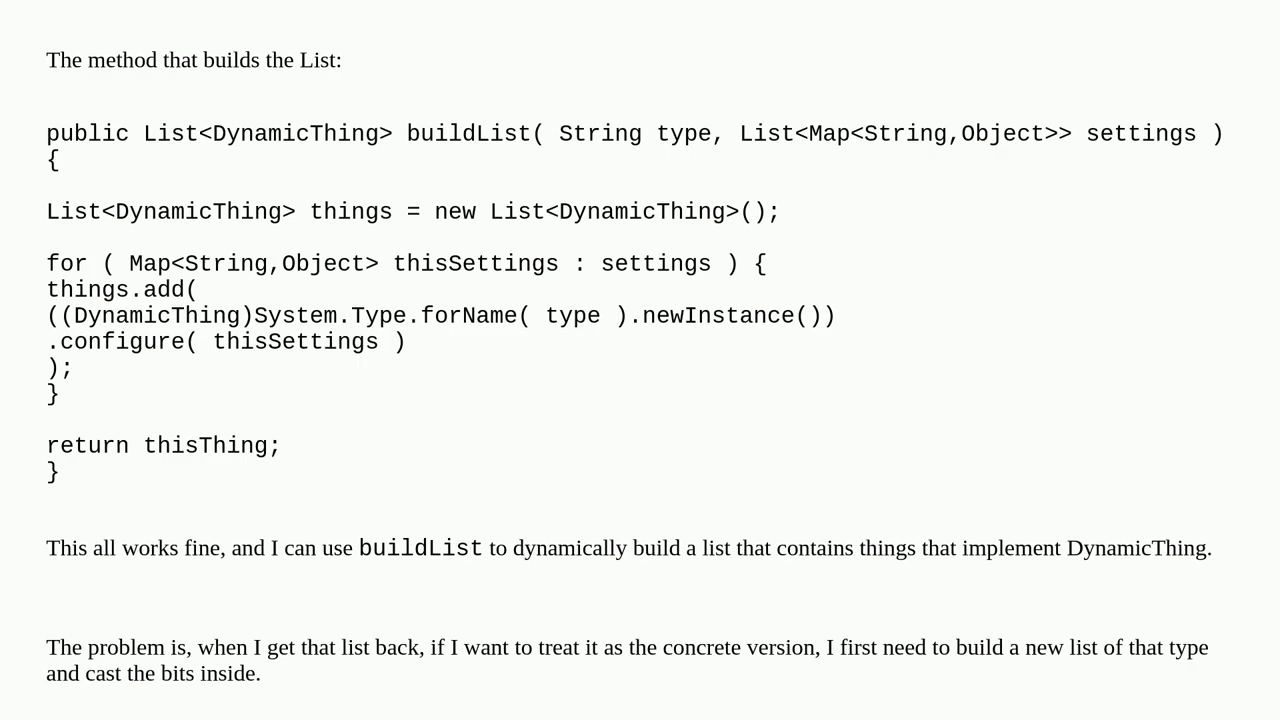 The method that builds the List:
public List<DynamicThing> buildList( String type, List<Map<String,Object>> settings )
{
List<DynamicThing> things = new List<DynamicThing>();
for ( Map<String,Object> thisSettings : settings ) {
things.add(
((DynamicThing)System.Type.forName( type ).newInstance())
.configure( thisSettings )
);
}
return thisThing;
}
This all works fine, and I can use buildList to dynamically build a list that contains things that implement DynamicThing.
The problem is, when I get that list back, if I want to treat it as the concrete version, I first need to build a new list of that type
and cast the bits inside.